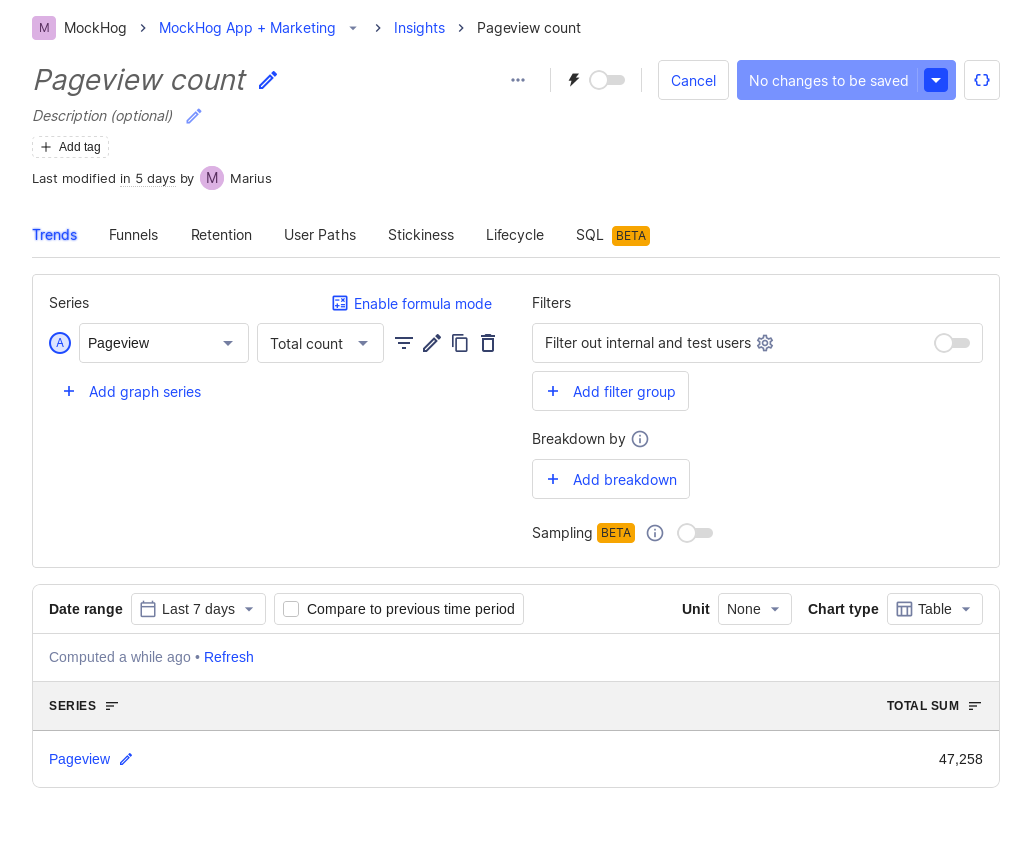 M MockHog MockHog App + Marketing Insights Pageview count
Pageview count Cancel No changes to be saved
Description (optional)
Add tag
Last modified in 5 days by M Marius
Trends Funnels Retention User Paths Stickiness Lifecycle SQL BETA
Series Enable formula mode
A Pageview Total count
Add graph series
Filters
Filter out internal and test users
Add filter group
Breakdown by
Add breakdown
Sampling BETA
Date range Last 7 days Compare to previous time period Unit None Chart type Table
Computed a while ago • Refresh
SERIES TOTAL SUM
Pageview 47,258